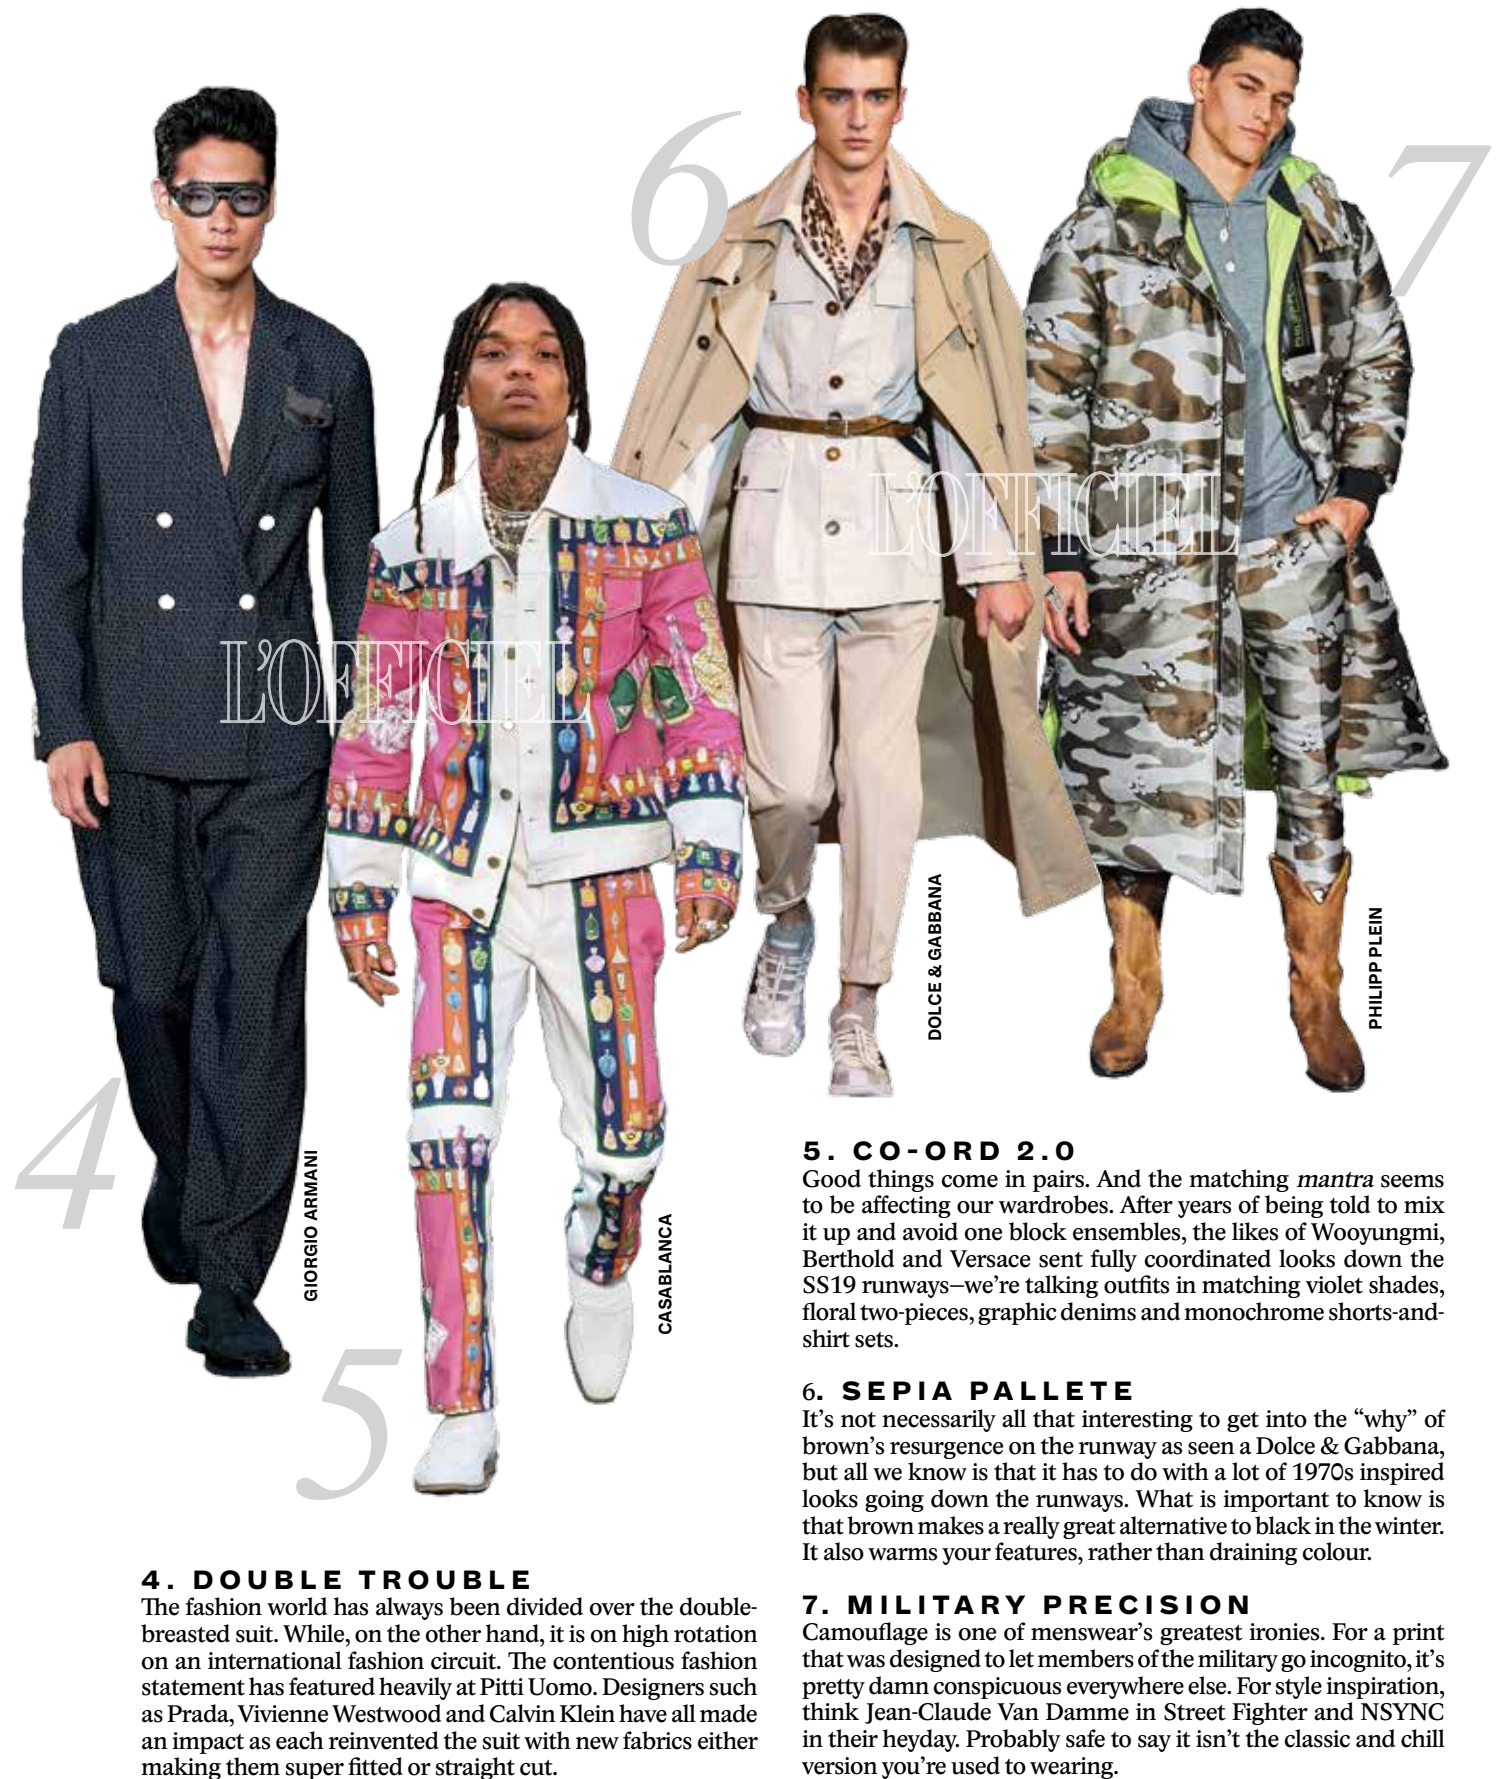 6
7
L'OFFICIEL
L'OFFICIEL
DOLCE & GABBANA
PHILIPP PLEIN
4
GIORGIO ARMANI
CASABLANCA
5
4. DOUBLE TROUBLE
The fashion world has always been divided over the double-
breasted suit. While, on the other hand, it is on high rotation
on an international fashion circuit. The contentious fashion
statement has featured heavily at Pitti Uomo. Designers such
as Prada, Vivienne Westwood and Calvin Klein have all made
an impact as each reinvented the suit with new fabrics either
making them super fitted or straight cut.
5. CO-ORD 2.0
Good things come in pairs. And the matching mantra seems
to be affecting our wardrobes. After years of being told to mix
it up and avoid one block ensembles, the likes of Wooyungmi,
Berthold and Versace sent fully coordinated looks down the
SS19 runways—we're talking outfits in matching violet shades,
floral two-pieces, graphic denims and monochrome shorts-and-
shirt sets.
6. SEPIA PALLETE
It's not necessarily all that interesting to get into the “why” of
brown's resurgence on the runway as seen a Dolce & Gabbana,
but all we know is that it has to do with a lot of 1970s inspired
looks going down the runways. What is important to know is
that brown makes a really great alternative to black in the winter.
It also warms your features, rather than draining colour.
7. MILITARY PRECISION
Camouflage is one of menswear's greatest ironies. For a print
that was designed to let members of the military go incognito, it's
pretty damn conspicuous everywhere else. For style inspiration,
think Jean-Claude Van Damme in Street Fighter and NSYNC
in their heyday. Probably safe to say it isn't the classic and chill
version you're used to wearing.